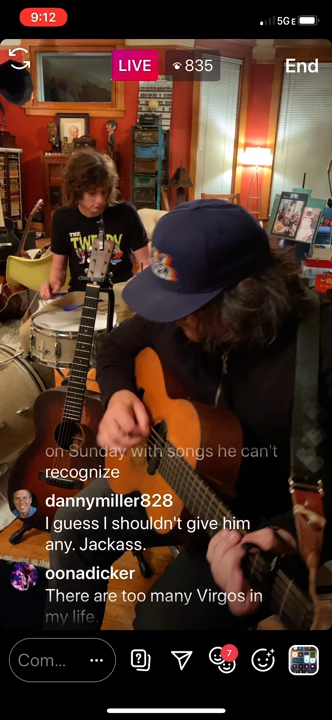 9:12
5GE
LIVE
835
End
THE
TWEEDY
on Sunday with songs he can't
recognize
dannymiller828
I guess I shouldn't give him
any. Jackass.
oonadicker
There are too many Virgos in
my life.
Com...
7